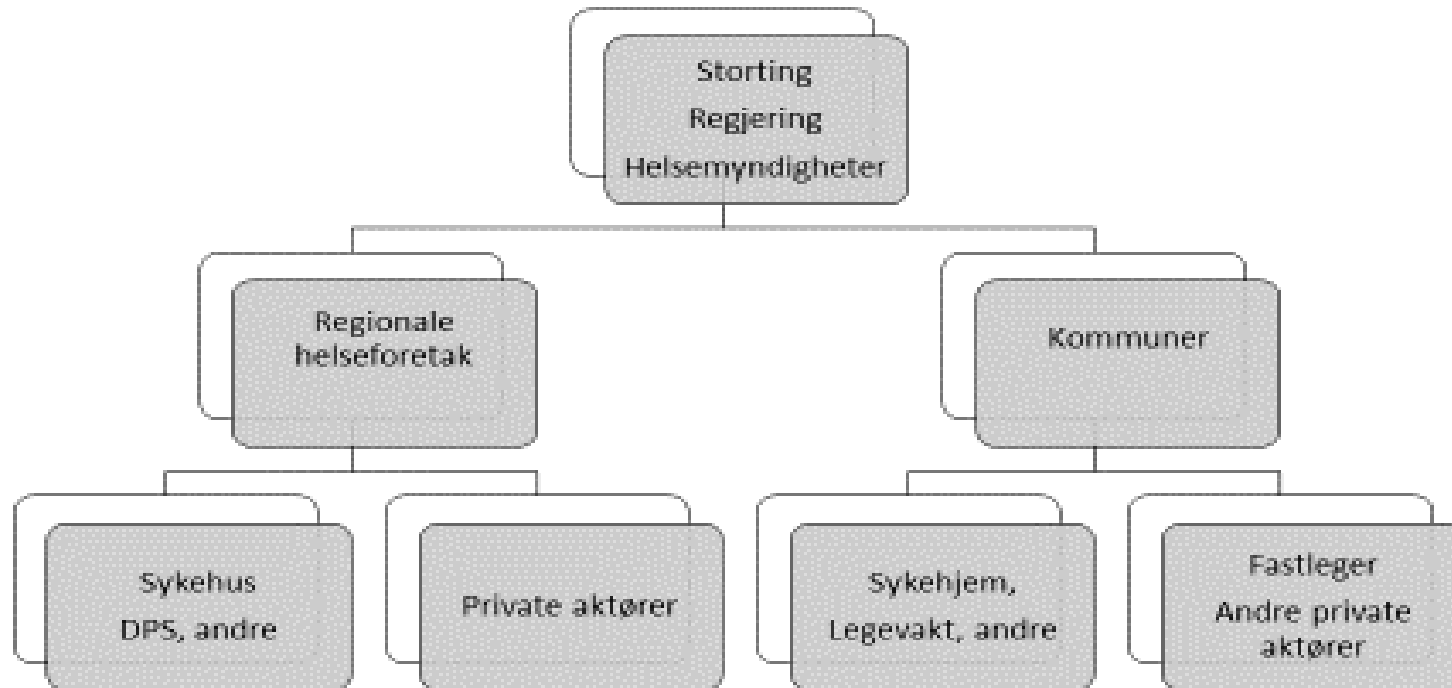 Storting
Regjering
Helsemyndigheter
Regionale
helseforetak
Kommuner
Sykehus
DPS, andre
Private aktører
Sykehjem,
Legevakt, andre
Fastleger
Andre private
aktører